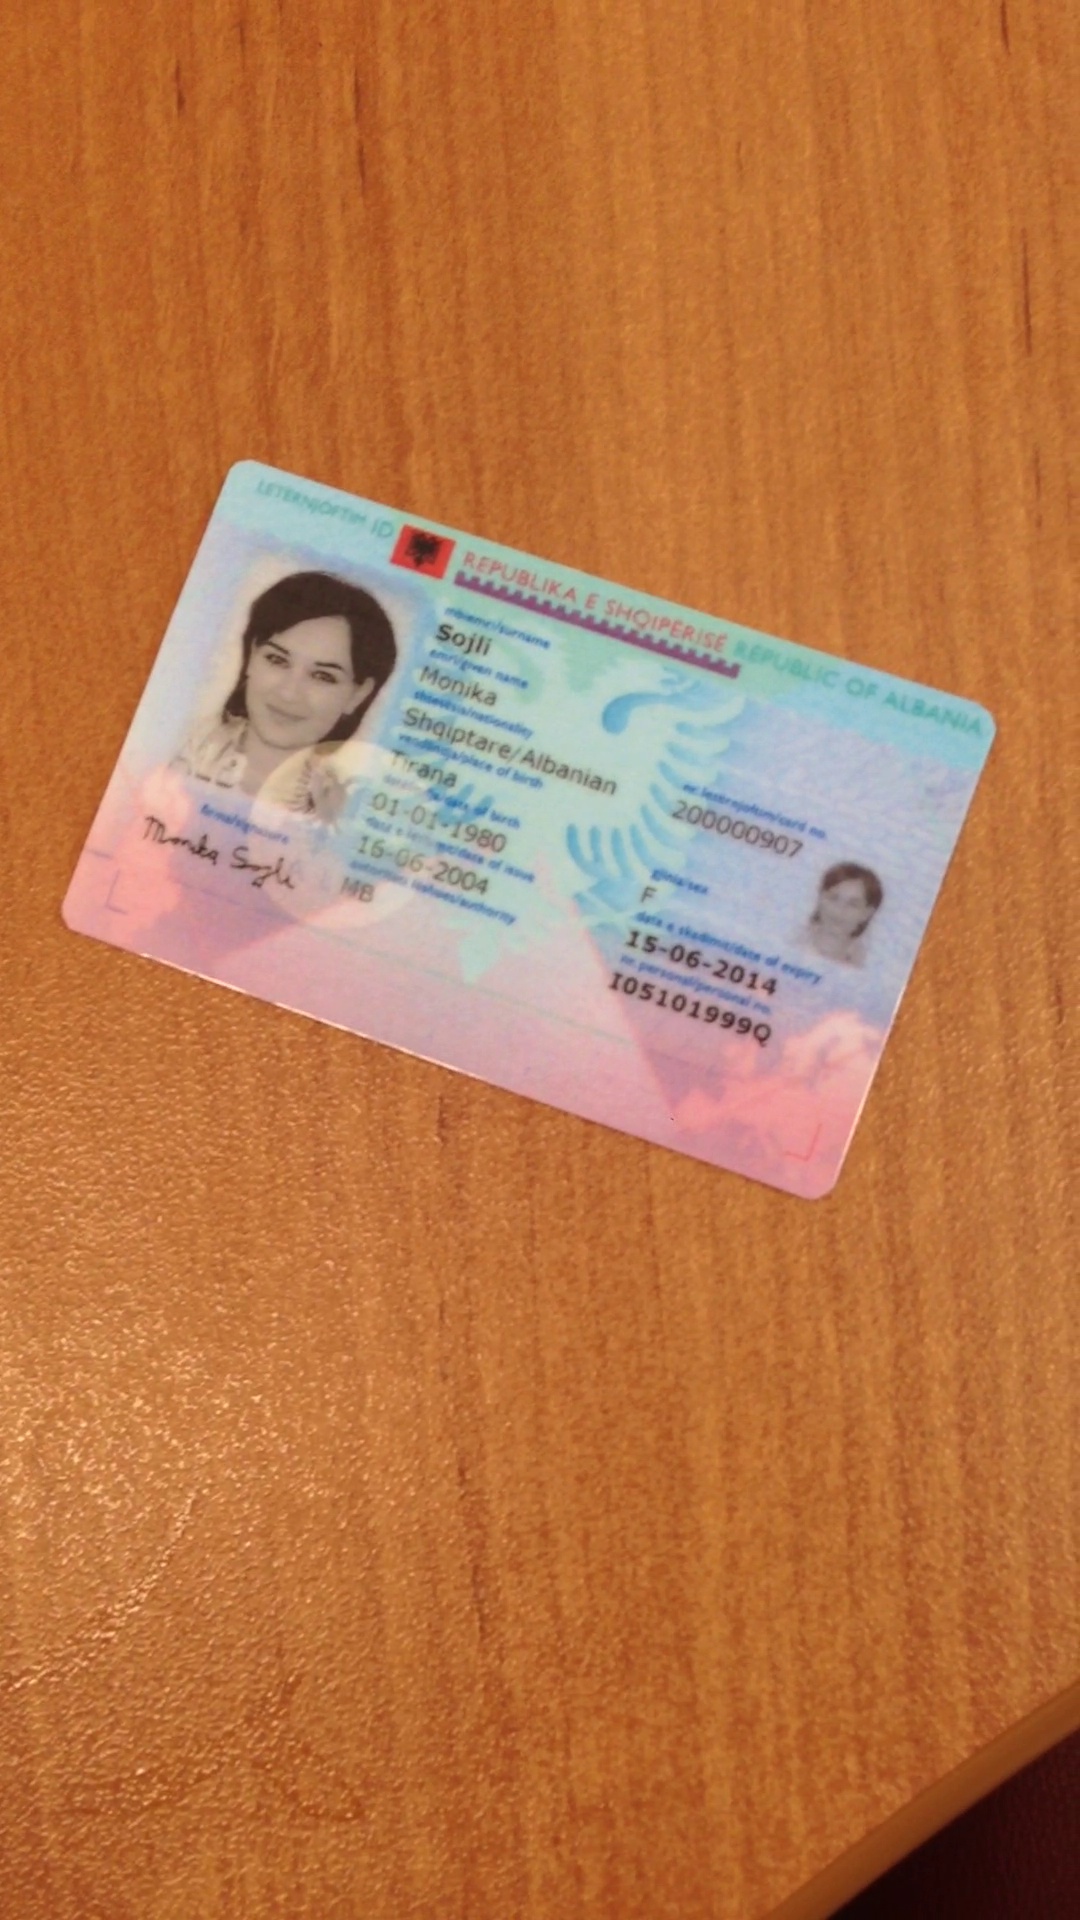 LETERNJOFTIM ID REPUBLIKA E SHQIPËRISË REPUBLIC OF ALBANIA
mbiemri/surname
Sojli
emri/given name
Monika
shtetësia/nationality
Shqiptare/Albanian
vendlindja/place of birth
Tirana
nr. letërnjoftim/card no.
200000907
datëlindja/date of birth
01-01-1980
gjinia/sex
F
data e lëshimit/date of issue
16-06-2004
data e skadimit/date of expiry
15-06-2014
autoriteti lëshues/authority
MB
nr. personal/personal no.
I05101999Q
firma/signature
Monika Sojli